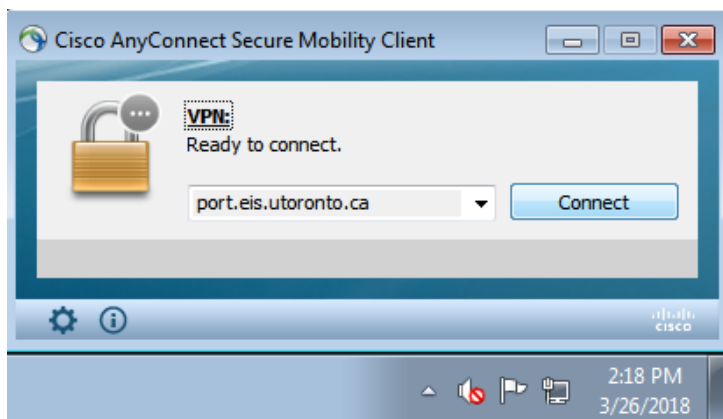 Cisco AnyConnect Secure Mobility Client
VPN:
Ready to connect.
port.eis.utoronto.ca
Connect
cisco
2:18 PM
3/26/2018